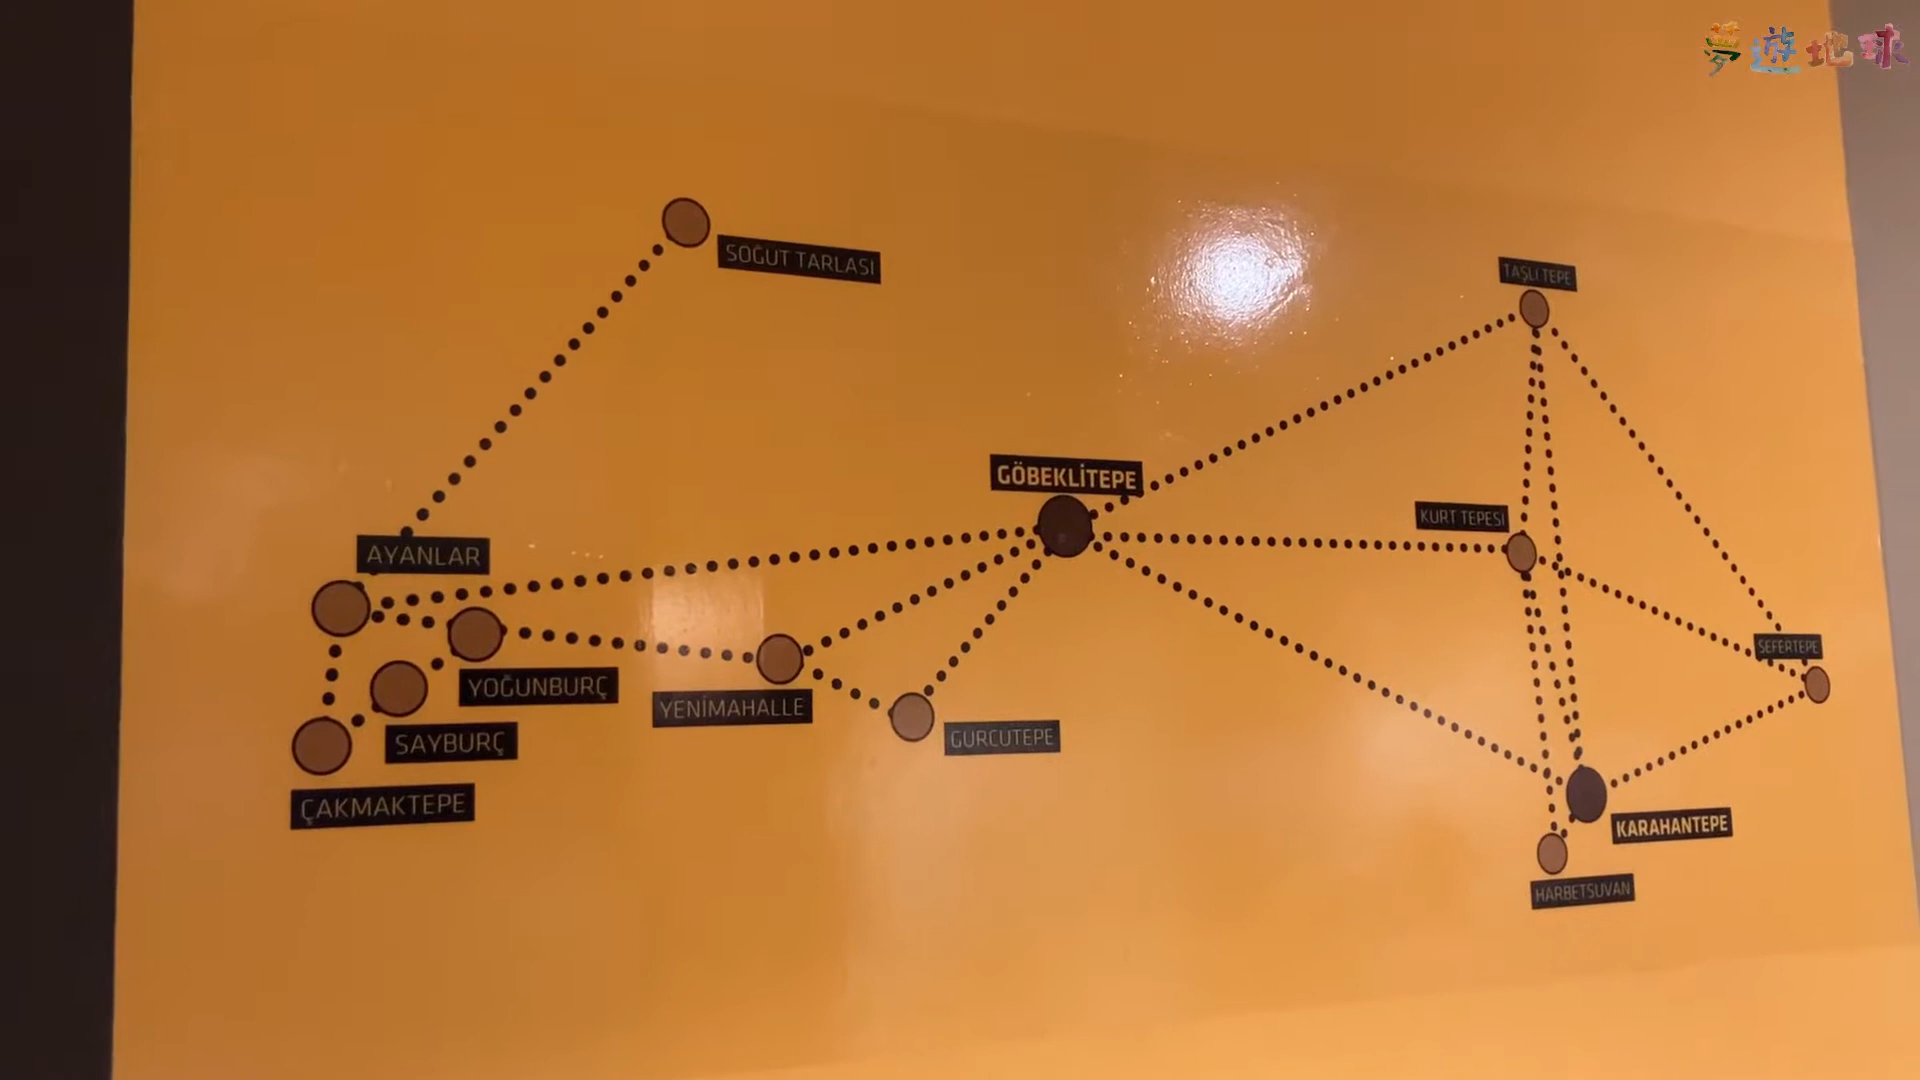 夢遊地球
SOĞUT TARLASI
TAŞLI TEPE
GÖBEKLİTEPE
KURT TEPESI
AYANLAR
SEFERTEPE
YOĞUNBURÇ
YENİMAHALLE
SAYBURÇ
GURCUTEPE
ÇAKMAKTEPE
KARAHANTEPE
HARBETSUVAN